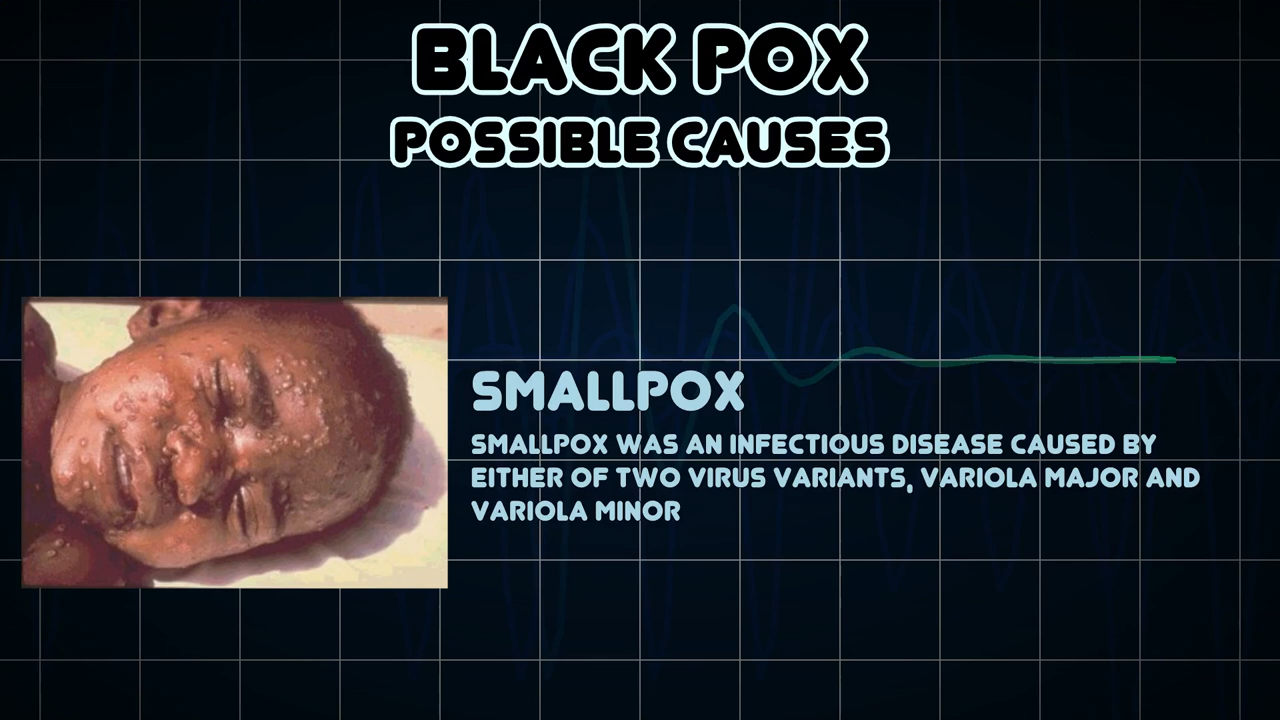 BLACK POX
POSSIBLE CAUSES
SMALLPOX
SMALLPOX WAS AN INFECTIOUS DISEASE CAUSED BY
EITHER OF TWO VIRUS VARIANTS, VARIOLA MAJOR AND
VARIOLA MINOR